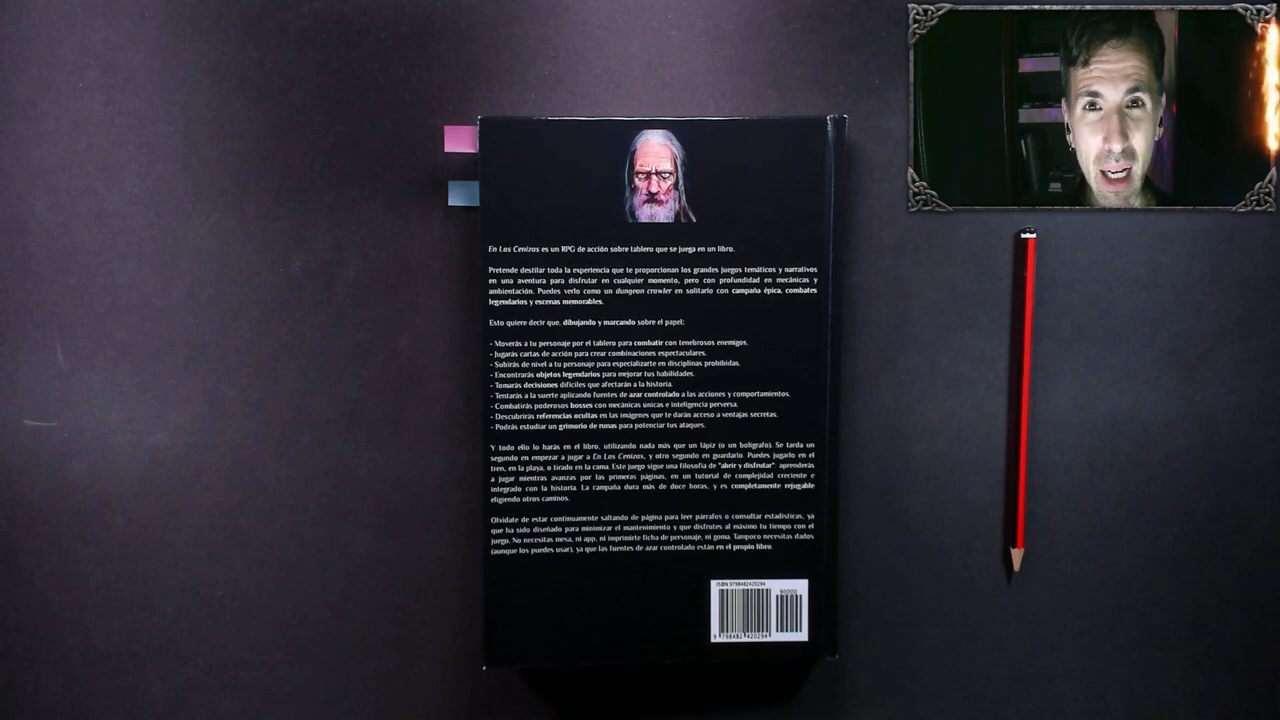 En Las Cenizas es un RPG de acción sobre tablero que se juega en un libro.
Pretende destilar toda la experiencia que te proporcionan los grandes juegos temáticos y narrativos
en una aventura para disfrutar en cualquier momento, pero con profundidad en mecánicas y
ambientación. Puedes verlo como un dungeon crawler en solitario con campaña épica, combates
legendarios y escenas memorables.
Esto quiere decir que, dibujando y marcando sobre el papel:
- Moverás a tu personaje por el tablero para combatir con tenebrosos enemigos.
- Jugarás cartas de acción para crear combinaciones espectaculares.
- Subirás de nivel a tu personaje para especializarte en disciplinas prohibidas.
- Encontrarás objetos legendarios para mejorar tus habilidades.
- Tomarás decisiones difíciles que afectarán a la historia.
- Tentarás a la suerte aplicando fuentes de azar controlado a las acciones y comportamientos.
- Combatirás poderosos bosses con mecánicas únicas e inteligencia perversa.
- Descubrirás referencias ocultas en las imágenes que te darán acceso a ventajas secretas.
- Podrás estudiar un grimorio de runas para potenciar tus ataques.
Y todo ello lo harás en el libro, utilizando nada más que un lápiz (o un bolígrafo). Se tarda un
segundo en empezar a jugar a En Las Cenizas, y otro segundo en guardarlo. Puedes jugarlo en el
tren, en la playa, o tirado en la cama. Este juego sigue una filosofía de "abrir y disfrutar" aprenderás
a jugar mientras avanzas por las primeras páginas, en un tutorial de complejidad creciente e
integrado con la historia. La campaña dura más de doce horas, y es completamente rejugable
eligiendo otros caminos.
Olvídate de estar continuamente saltando de página para leer párrafos o consultar estadísticas, ya
que ha sido diseñado para minimizar el mantenimiento y que disfrutes al máximo tu tiempo con el
juego. No necesitas mesa, ni app, ni imprimirte ficha de personaje, ni goma. Tampoco necesitas dados
(aunque los puedes usar), ya que las fuentes de azar controlado están en el propio libro.
ISBN 9798482420294
90000
9 798482 420294